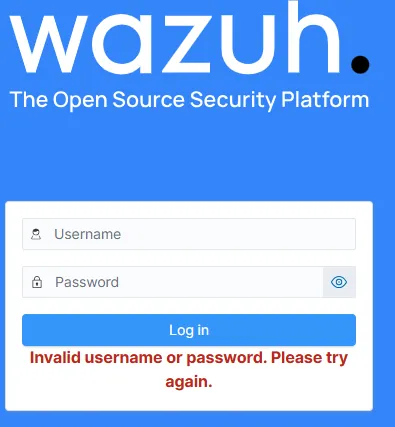 wazuh.
The Open Source Security Platform
Username
Password
Log in
Invalid username or password. Please try
again.